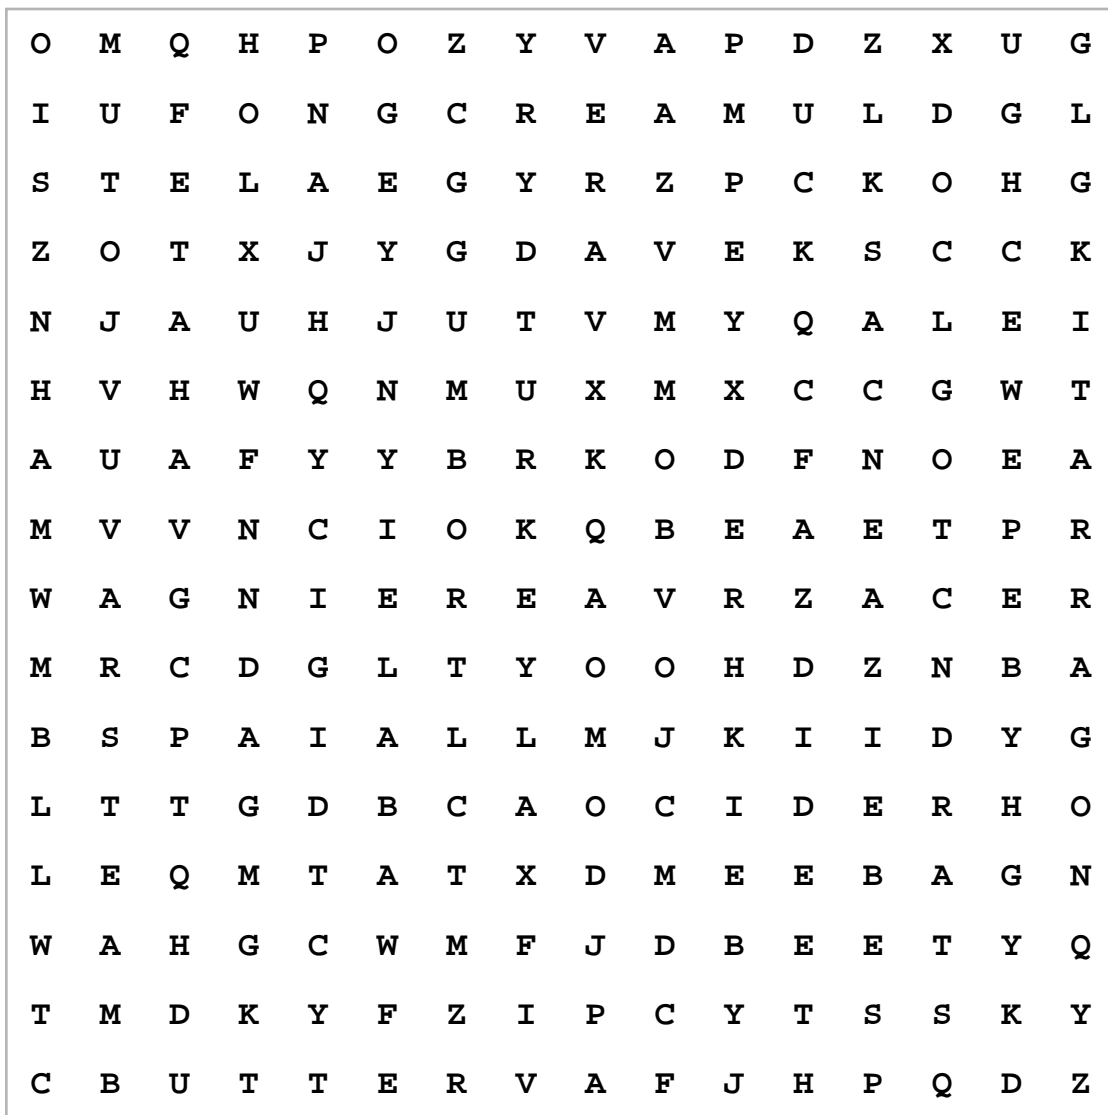 O M Q H P O Z Y V A P D Z X U G
I U F O N G C R E A M U L D G L
S T E L A E G Y R Z P C K O H G
Z O T X J Y G D A V E K S C C K
N J A U H J U T V M Y Q A L E I
H V H W Q N M U X M X C C G W T
A U A F Y Y B R K O D F N O E A
M V V N C I O K Q B E A E T P R
W A G N I E R E A V R Z A C E R
M R C D G L T Y O O H D Z N B A
B S P A I A L L M J K I I D Y G
L T T G D B C A O C I D E R H O
L E Q M T A T X D M E E B A G N
W A H G C W M F J D B E E T Y Q
T M D K Y F Z I P C Y T S S K Y
C B U T T E R V A F J H P Q D Z